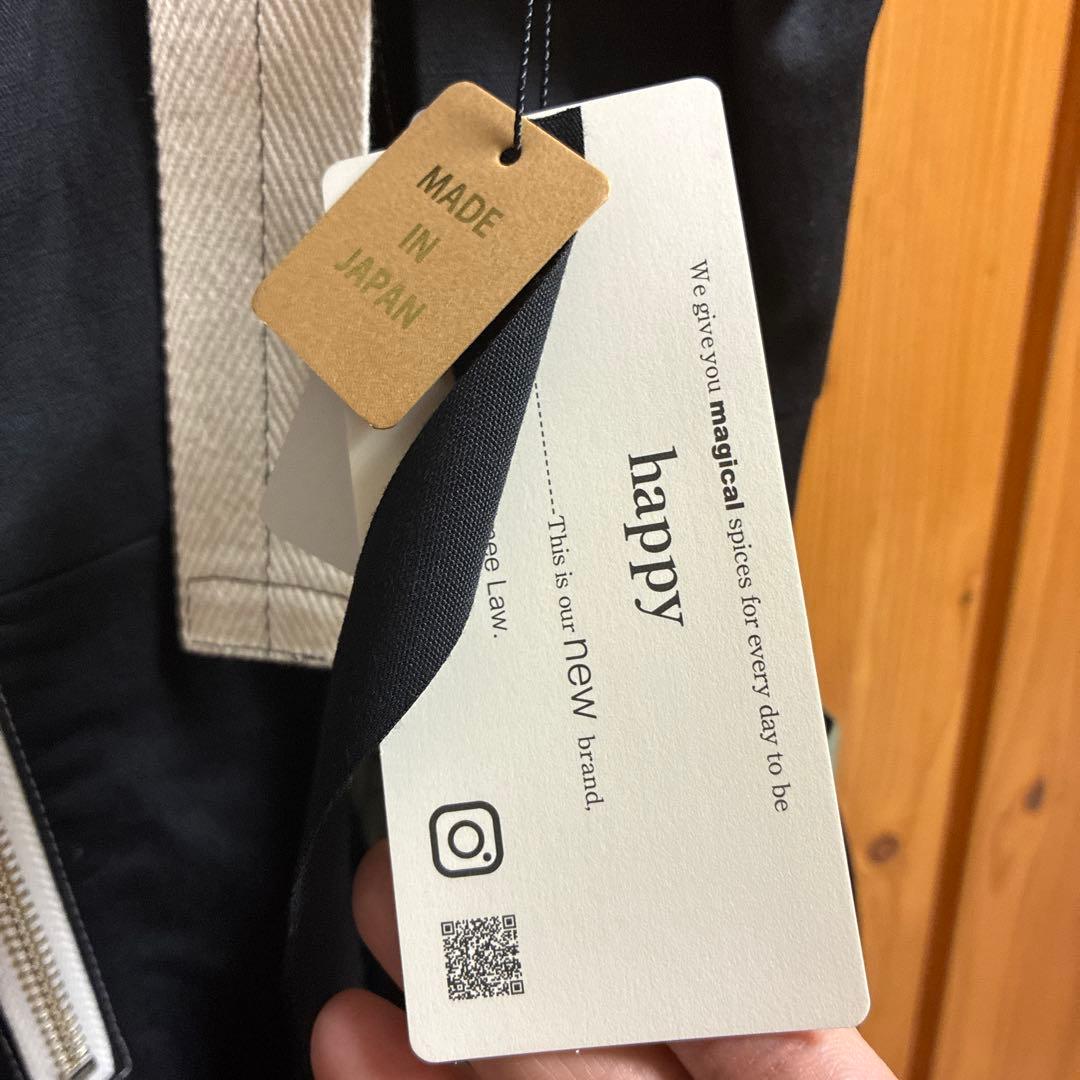 MADE
IN
JAPAN
We give you magical spices for every day to be
happy
This is our new brand,
Law.